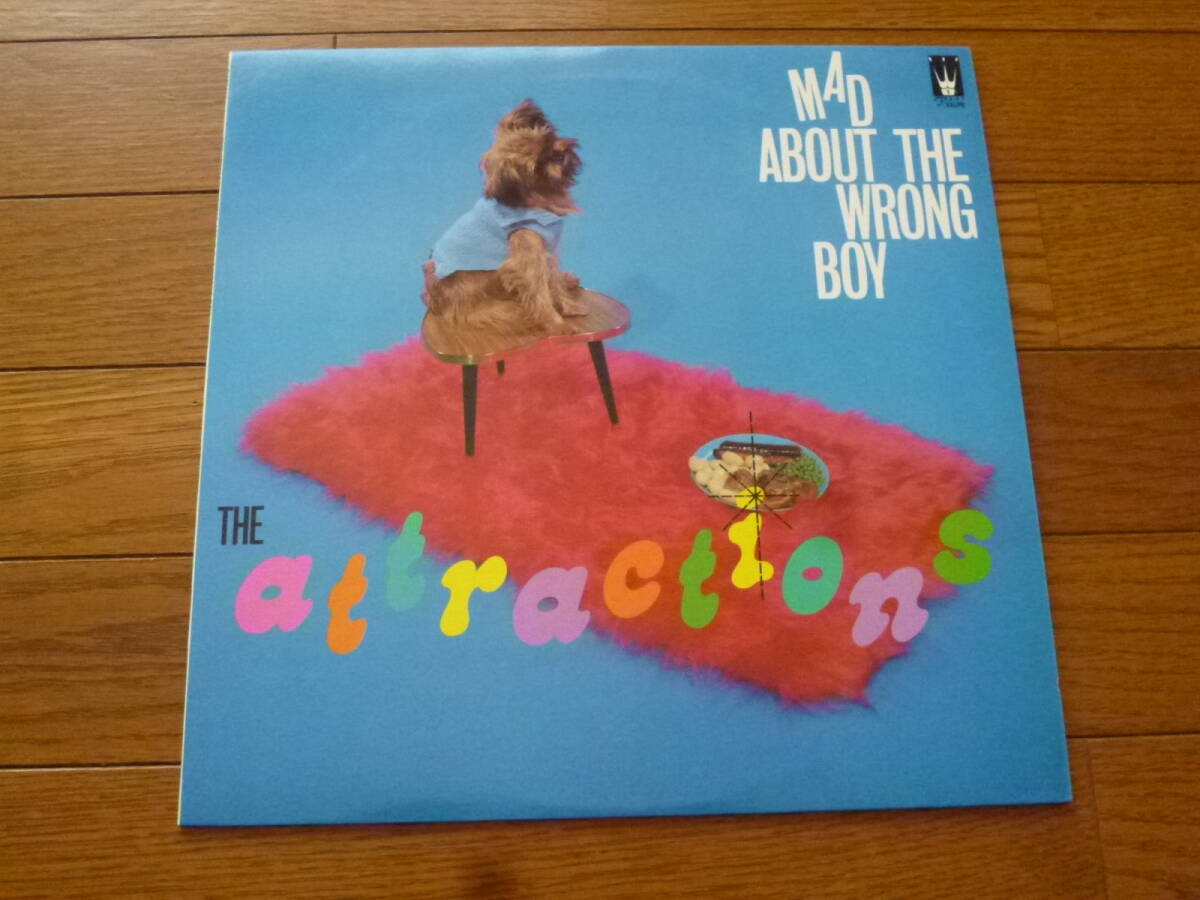 MAD
ABOUT THE
WRONG
BOY
THE
attractions